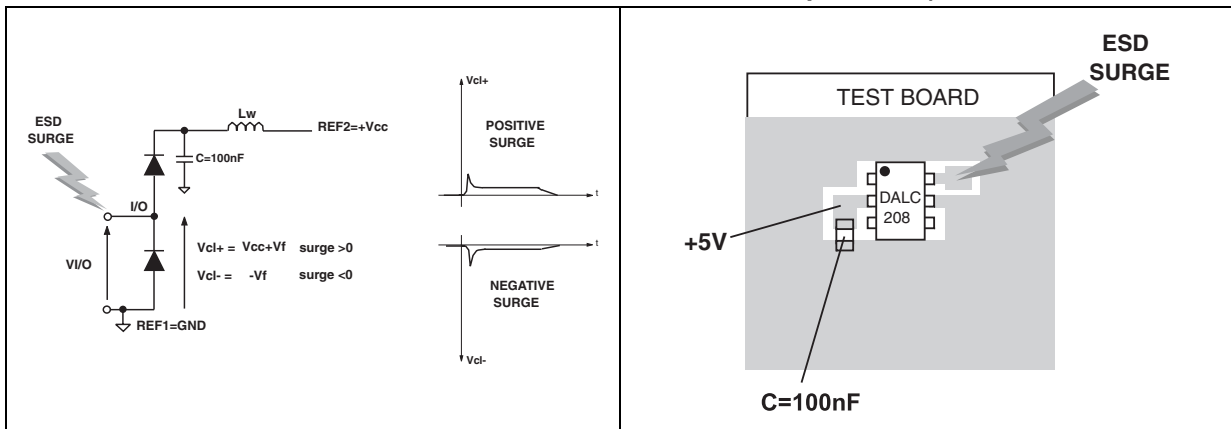 Vcl+
Lw
REF2=+Vcc
ESD
SURGE
C=100nF
POSITIVE
SURGE
t
I/O
VI/O
Vcl+ = Vcc+Vf surge >0
Vcl- = -Vf surge <0
t
NEGATIVE
SURGE
REF1=GND
Vcl-
ESD
SURGE
TEST BOARD
DALC
208
+5V
C=100nF